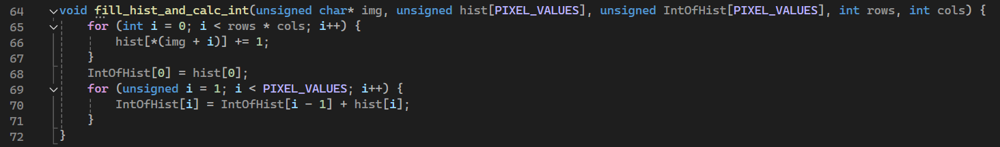 64 void fill_hist_and_calc_int(unsigned char* img, unsigned hist[PIXEL_VALUES], unsigned IntOfHist[PIXEL_VALUES], int rows, int cols) {
65     for (int i = 0; i < rows * cols; i++) {
66         hist[*(img + i)] += 1;
67     }
68     IntOfHist[0] = hist[0];
69     for (unsigned i = 1; i < PIXEL_VALUES; i++) {
70         IntOfHist[i] = IntOfHist[i - 1] + hist[i];
71     }
72 }